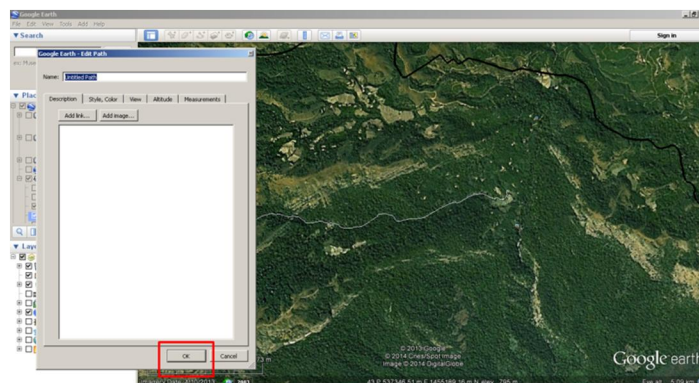 Google Earth
File Edit View Tools Add Help
Search
Sign in
Google Earth - Edit Path
Name: Untitled Path
Plac
Description Style, Color View Altitude Measurements
Add link... Add image...
Laye
OK Cancel
© 2013 Google
© 2014 Cnes/Spot Image
Image © 2014 DigitalGlobe
Google earth